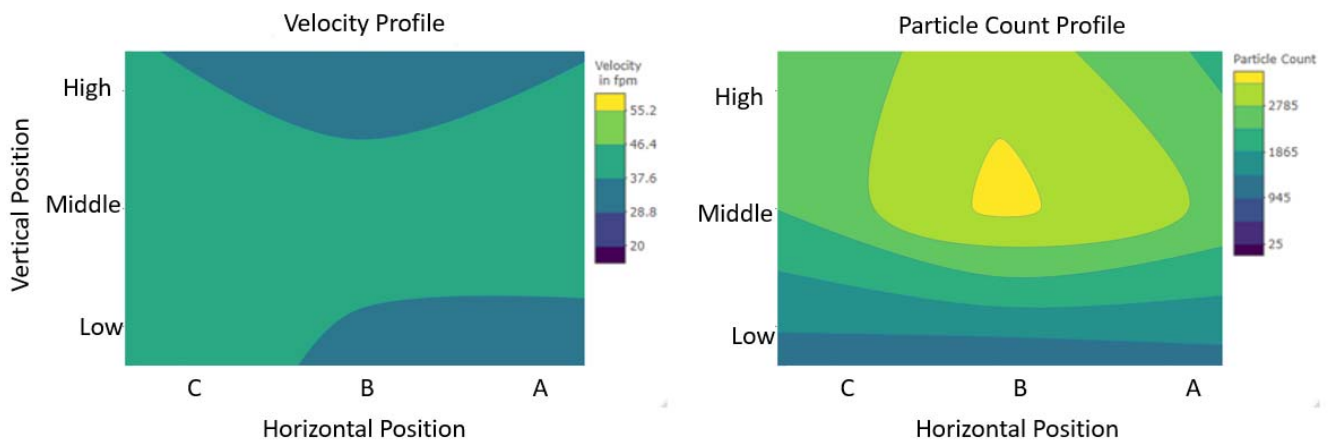 Velocity Profile
Vertical Position
High
Middle
Low
C B A
Horizontal Position
Velocity
in fpm
55.2
46.4
37.6
28.8
20
Particle Count Profile
High
Middle
Low
C B A
Horizontal Position
Particle Count
2785
1865
945
25